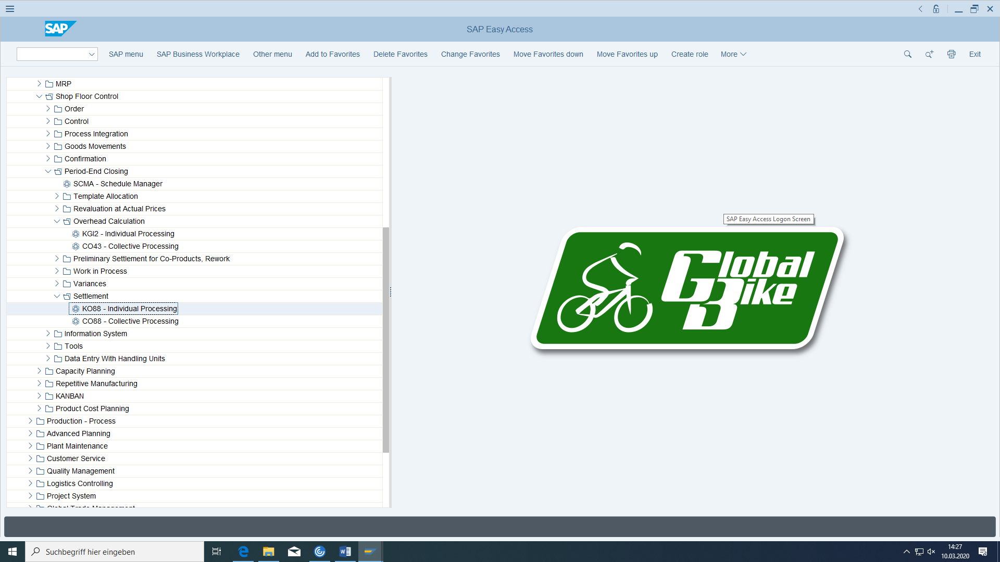 SAP
SAP Easy Access
SAP menu
SAP Business Workplace
Other menu
Add to Favorites
Delete Favorites
Change Favorites
Move Favorites down
Move Favorites up
Create role
More
Exit
MRP
Shop Floor Control
Order
Control
Process Integration
Goods Movements
Confirmation
Period-End Closing
SCMA - Schedule Manager
Template Allocation
Revaluation at Actual Prices
Overhead Calculation
KGI2 - Individual Processing
CO43 - Collective Processing
Preliminary Settlement for Co-Products, Rework
Work in Process
Variances
Settlement
KO88 - Individual Processing
CO88 - Collective Processing
Information System
Tools
Data Entry With Handling Units
Capacity Planning
Repetitive Manufacturing
KANBAN
Product Cost Planning
Production - Process
Advanced Planning
Plant Maintenance
Customer Service
Quality Management
Logistics Controlling
Project System
Global Trade Management
SAP Easy Access Logon Screen
Global
Bike
Suchbegriff hier eingeben
14:27
10.03.2020